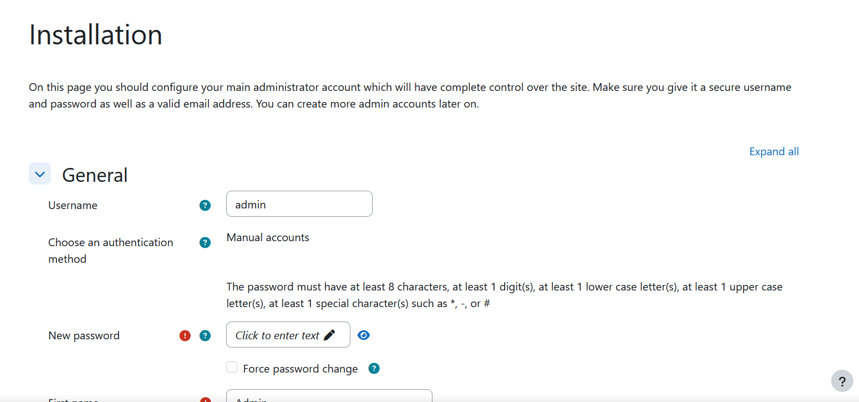 Installation
On this page you should configure your main administrator account which will have complete control over the site. Make sure you give it a secure username
and password as well as a valid email address. You can create more admin accounts later on.
Expand all
General
Username ? admin
Choose an authentication ? Manual accounts
method
The password must have at least 8 characters, at least 1 digit(s), at least 1 lower case letter(s), at least 1 upper case
letter(s), at least 1 special character(s) such as *, -, or #
New password ! ? Click to enter text
Force password change ?
?
First name ! Admin